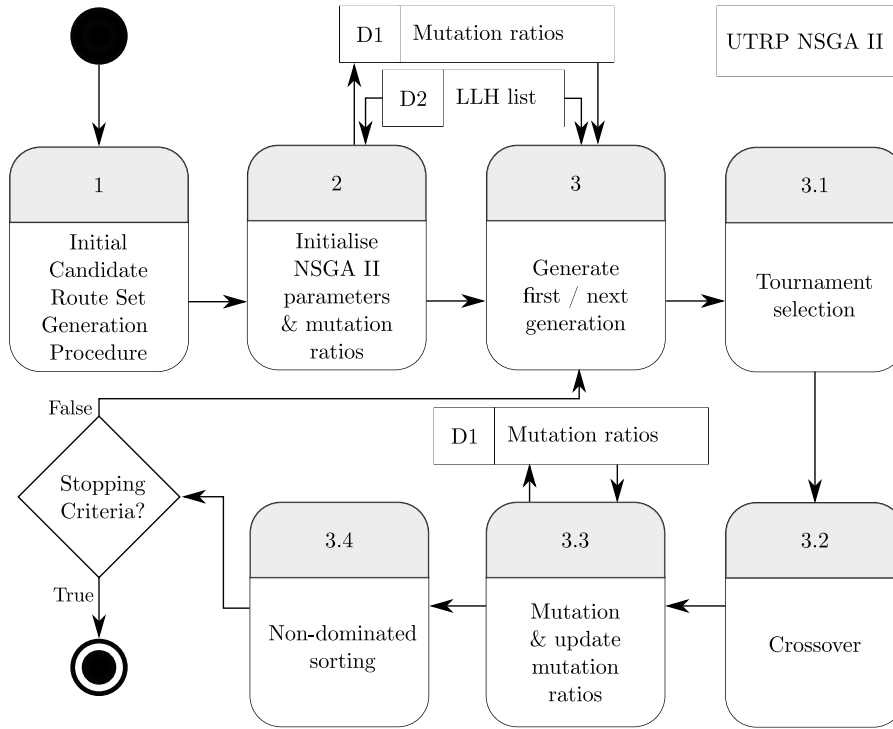 D1 Mutation ratios
UTRP NSGA II
D2 LLH list
1
Initial
Candidate
Route Set
Generation
Procedure
2
Initialise
NSGA II
parameters
& mutation
ratios
3
Generate
first / next
generation
3.1
Tournament
selection
False
Stopping
Criteria?
True
D1 Mutation ratios
3.4
Non-dominated
sorting
3.3
Mutation
& update
mutation
ratios
3.2
Crossover